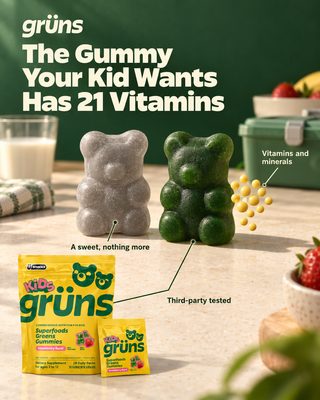 grüns
The Gummy
Your Kid Wants
Has 21 Vitamins
Vitamins and
minerals
A sweet, nothing more
Third-party tested
KiDS
grüns
Superfoods
Greens
Gummies
grüns
Superfoods
Greens
Gummies